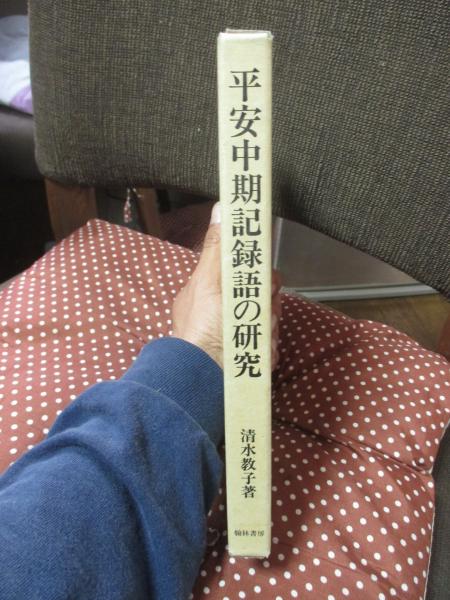 平安中期記録語の研究
清水教子著
翰林書房